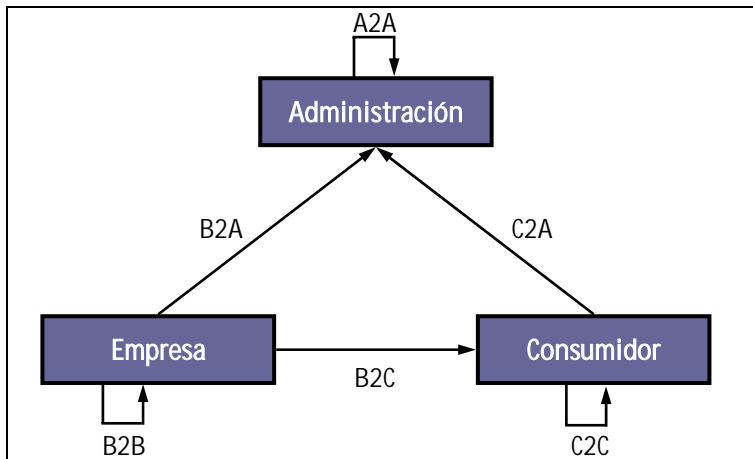 A2A
Administración
B2A
C2A
Empresa
Consumidor
B2C
B2B
C2C